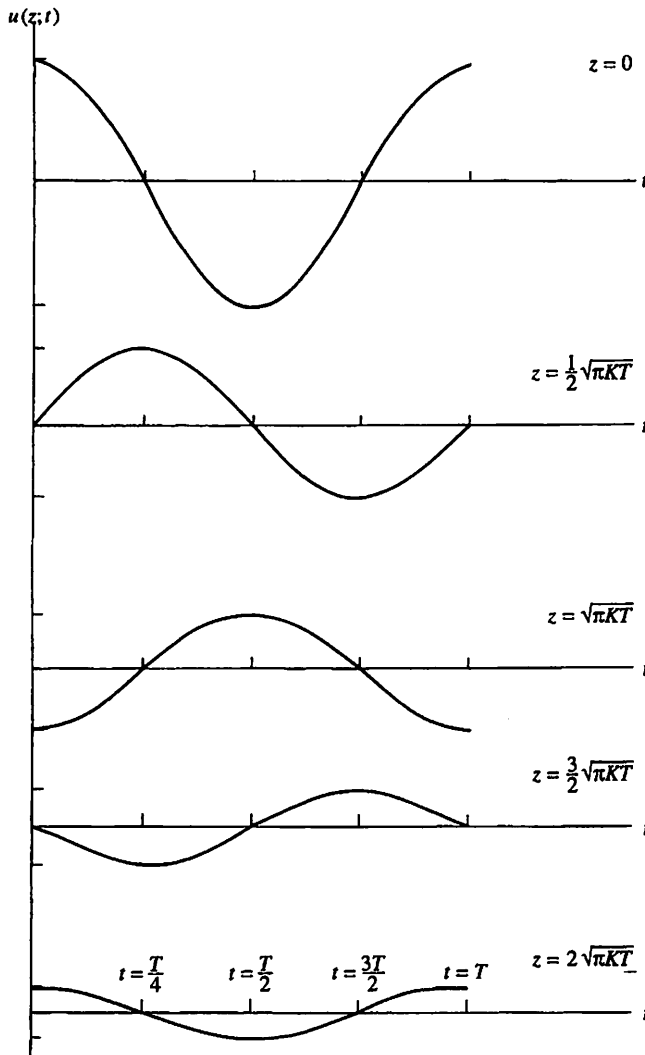 u(z;t)
z = 0
t
z = 1/2 √πKT
t
z = √πKT
t
z = 3/2 √πKT
t
t = T/4 t = T/2 t = 3T/2 t = T z = 2√πKT
t